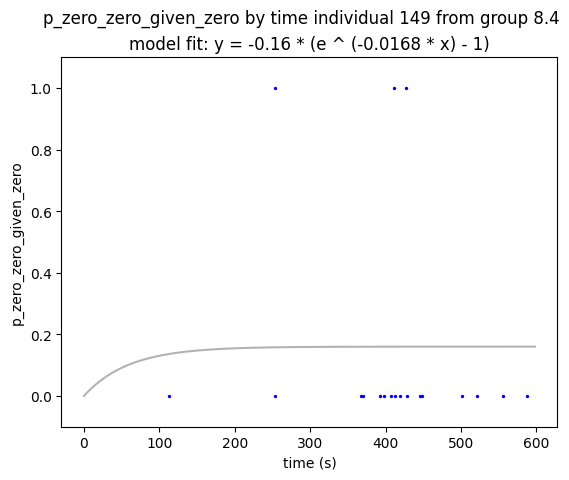 p_zero_zero_given_zero by time individual 149 from group 8.4
model fit: y = -0.16 * (e ^ (-0.0168 * x) - 1)
p_zero_zero_given_zero
1.0
0.8
0.6
0.4
0.2
0.0
0 100 200 300 400 500 600
time (s)